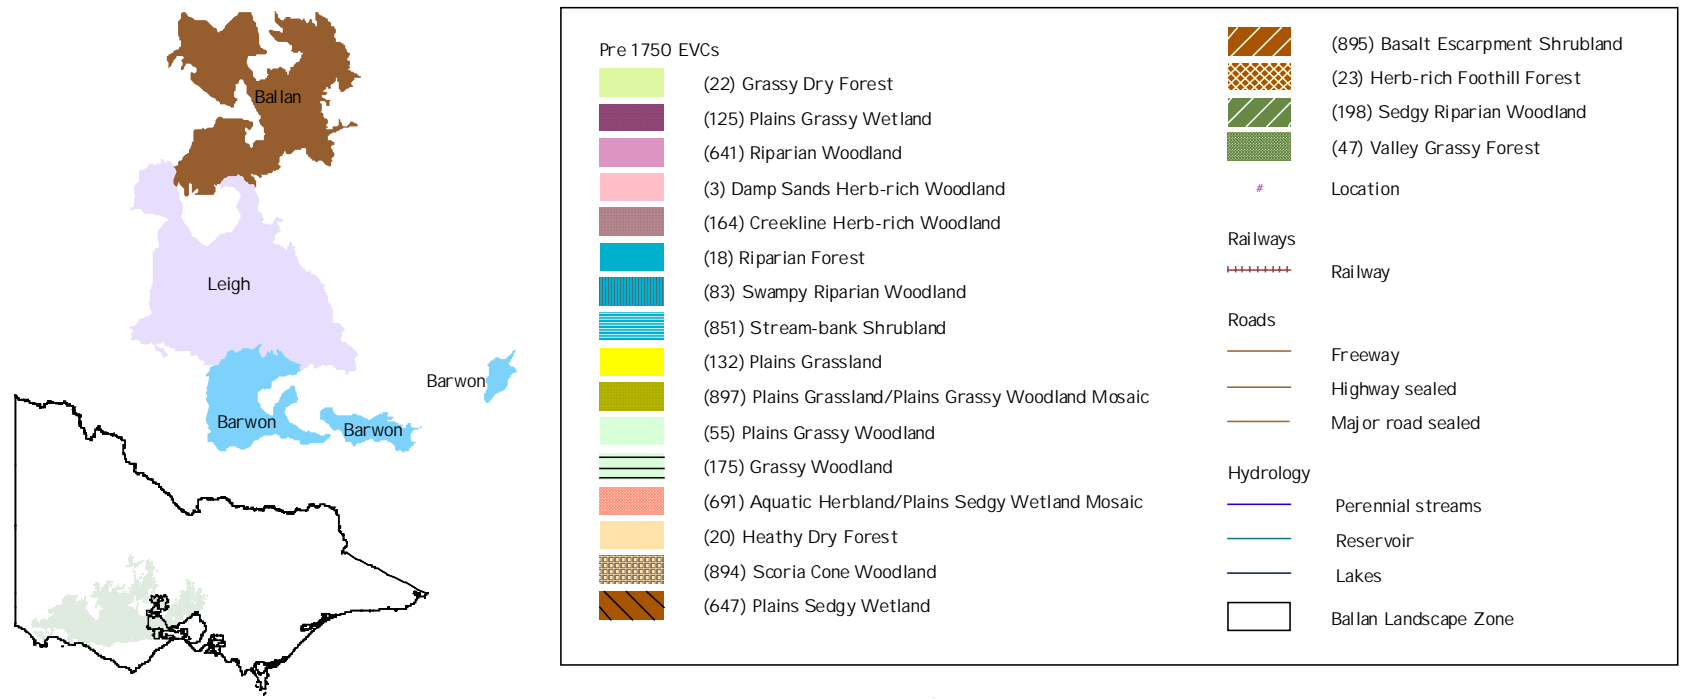 Ballan
Leigh
Barwon
Barwon
Barwon
Pre 1750 EVCs
(22) Grassy Dry Forest
(125) Plains Grassy Wetland
(641) Riparian Woodland
(3) Damp Sands Herb-rich Woodland
(164) Creekline Herb-rich Woodland
(18) Riparian Forest
(83) Swampy Riparian Woodland
(851) Stream-bank Shrubland
(132) Plains Grassland
(897) Plains Grassland/Plains Grassy Woodland Mosaic
(55) Plains Grassy Woodland
(175) Grassy Woodland
(691) Aquatic Herbland/Plains Sedgy Wetland Mosaic
(20) Heathy Dry Forest
(894) Scoria Cone Woodland
(647) Plains Sedgy Wetland
(895) Basalt Escarpment Shrubland
(23) Herb-rich Foothill Forest
(198) Sedgy Riparian Woodland
(47) Valley Grassy Forest
# Location
Railways
Railway
Roads
Freeway
Highway sealed
Major road sealed
Hydrology
Perennial streams
Reservoir
Lakes
Ballan Landscape Zone